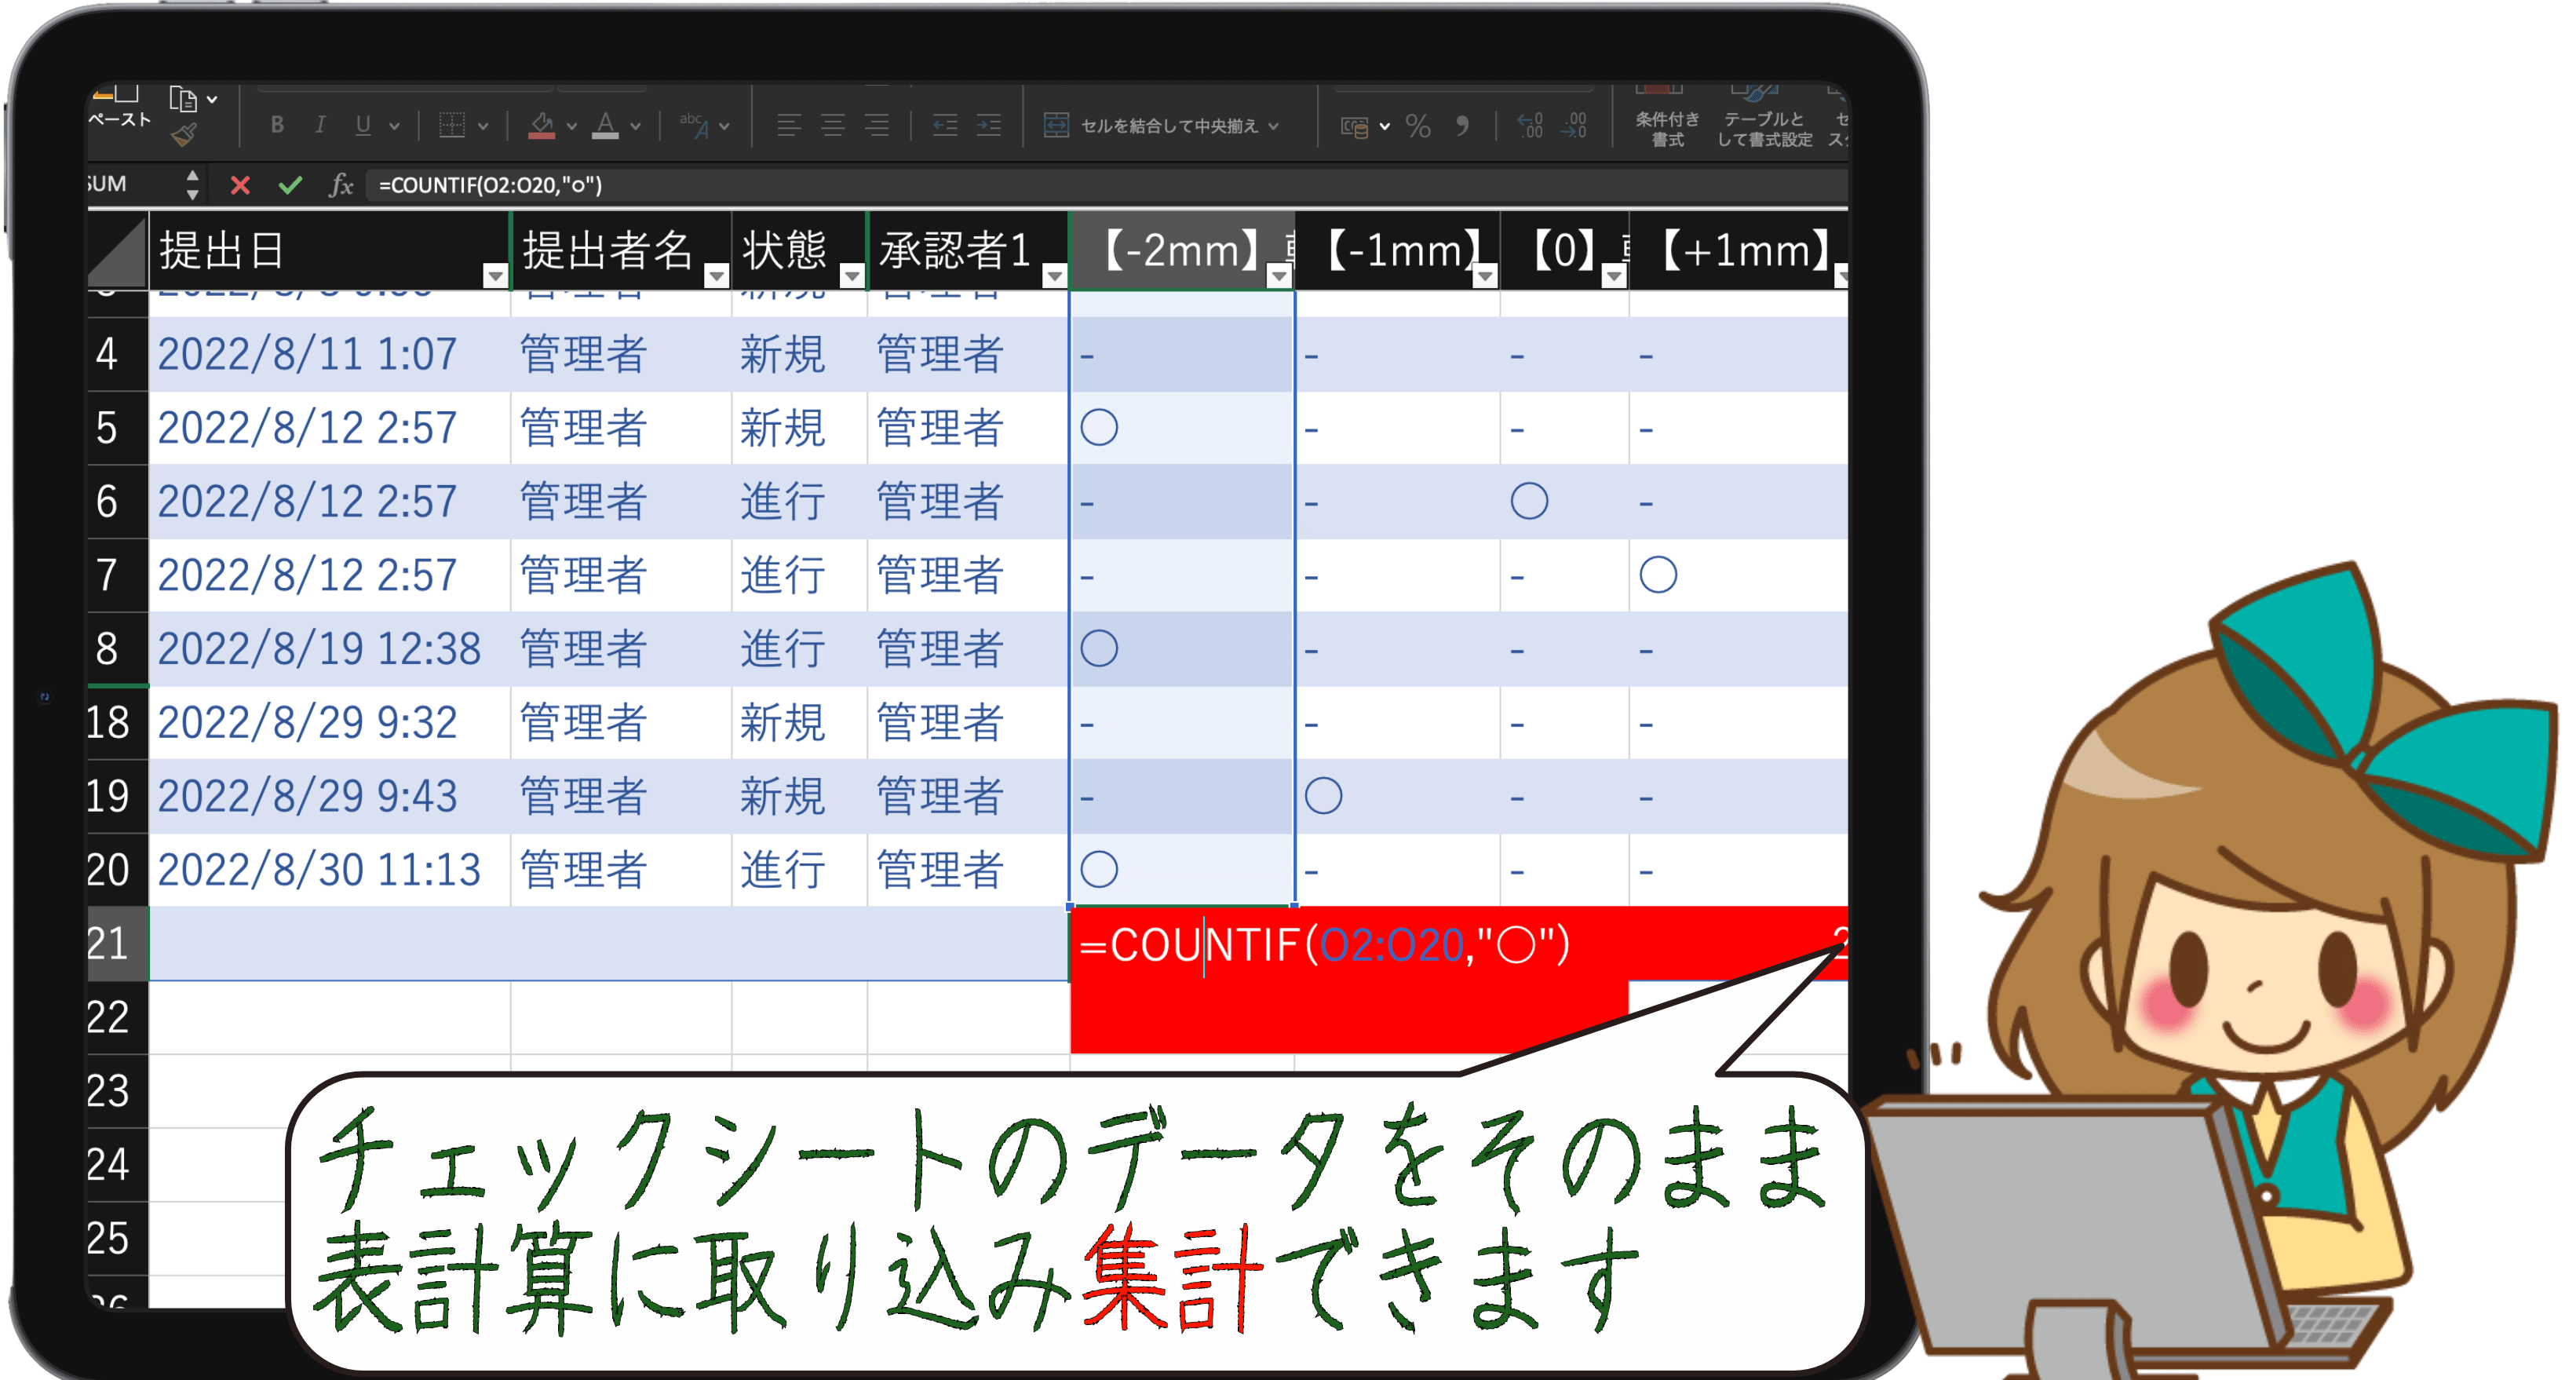 ペースト
B I U
A
abc A
セルを結合して中央揃え
%
条件付き
書式
テーブルと
して書式設定
SUM fx =COUNTIF(O2:O20,"○")
提出日 提出者名 状態 承認者1 【-2mm】 【-1mm】 【0】 【+1mm】
4 2022/8/11 1:07 管理者 新規 管理者 - - - -
5 2022/8/12 2:57 管理者 新規 管理者 ○ - - -
6 2022/8/12 2:57 管理者 進行 管理者 - - ○ -
7 2022/8/12 2:57 管理者 進行 管理者 - - - ○
8 2022/8/19 12:38 管理者 進行 管理者 ○ - - -
18 2022/8/29 9:32 管理者 新規 管理者 - - - -
19 2022/8/29 9:43 管理者 新規 管理者 - ○ - -
20 2022/8/30 11:13 管理者 進行 管理者 ○ - - -
21 =COUNTIF(O2:O20,"○") 2
22
23
24
25
チェックシートのデータをそのまま
表計算に取り込み集計できます